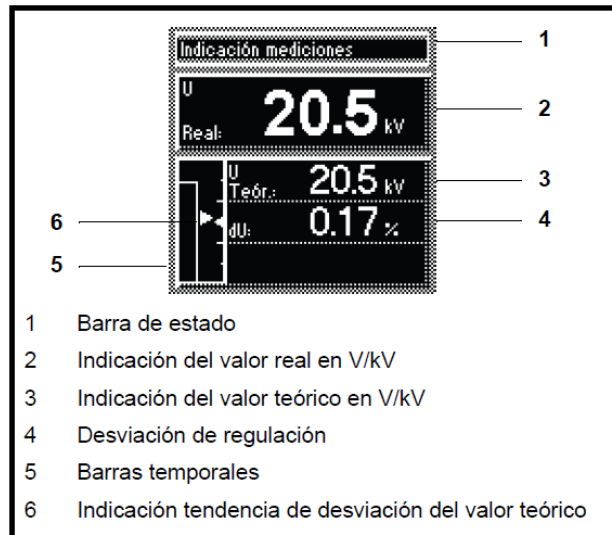 Indicación mediciones
1
U
Real: 20.5 kV
2
U
Teór.: 20.5 kV
3
dU: 0.17 %
4
6
5
1 Barra de estado
2 Indicación del valor real en V/kV
3 Indicación del valor teórico en V/kV
4 Desviación de regulación
5 Barras temporales
6 Indicación tendencia de desviación del valor teórico